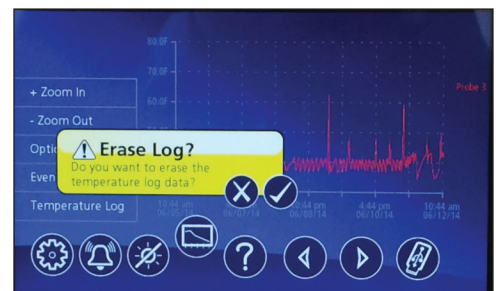 80.0F
70.0F
+ Zoom In
Probe 3
60.0F
- Zoom Out
Erase Log?
Do you want to erase the
temperature log data?
Temperature Log
10:44 am
06/05/14
06/07/14
pm
06/08/14
4:44 pm
06/10/14
10:44 am
06/12/14
?